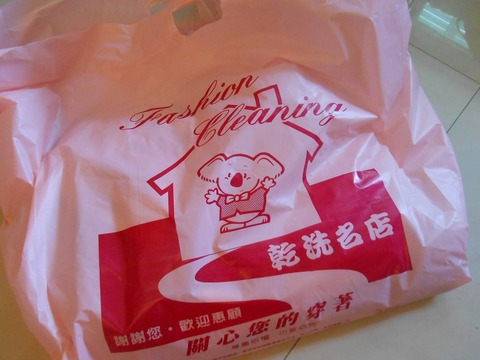 Fashion
Cleaning
乾洗名店
謝謝您·歡迎惠顧
關心您的穿著